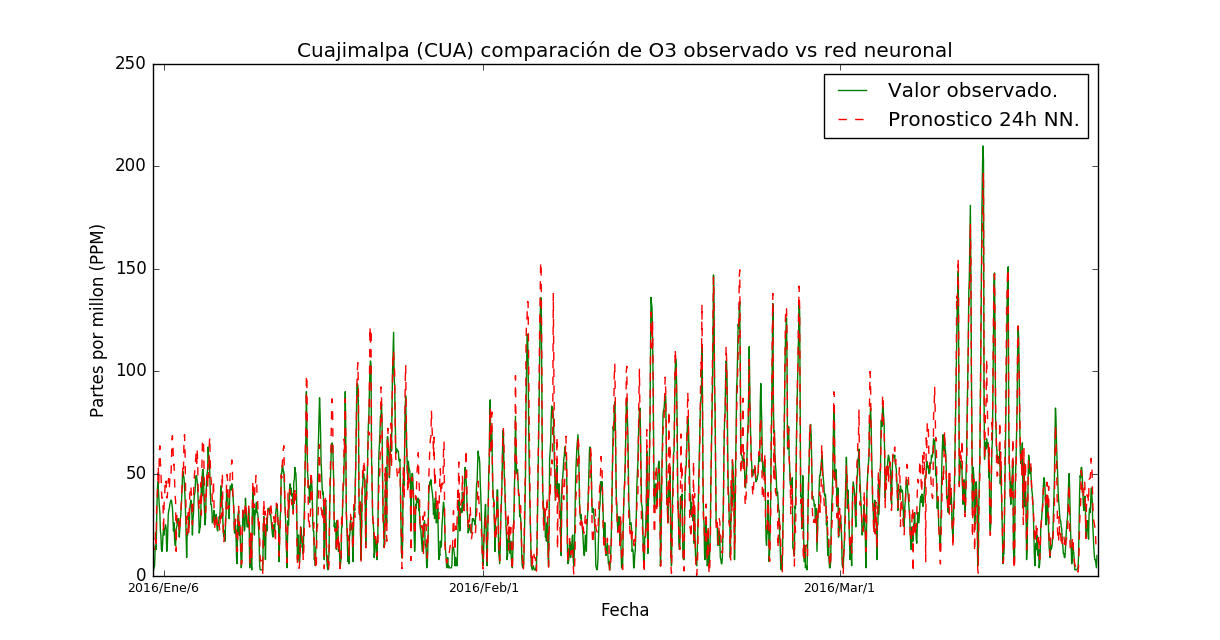 Cuajimalpa (CUA) comparación de O3 observado vs red neuronal
250
200
150
100
50
0
Partes por millon (PPM)
Valor observado.
Pronostico 24h NN.
2016/Ene/6
2016/Feb/1
2016/Mar/1
Fecha